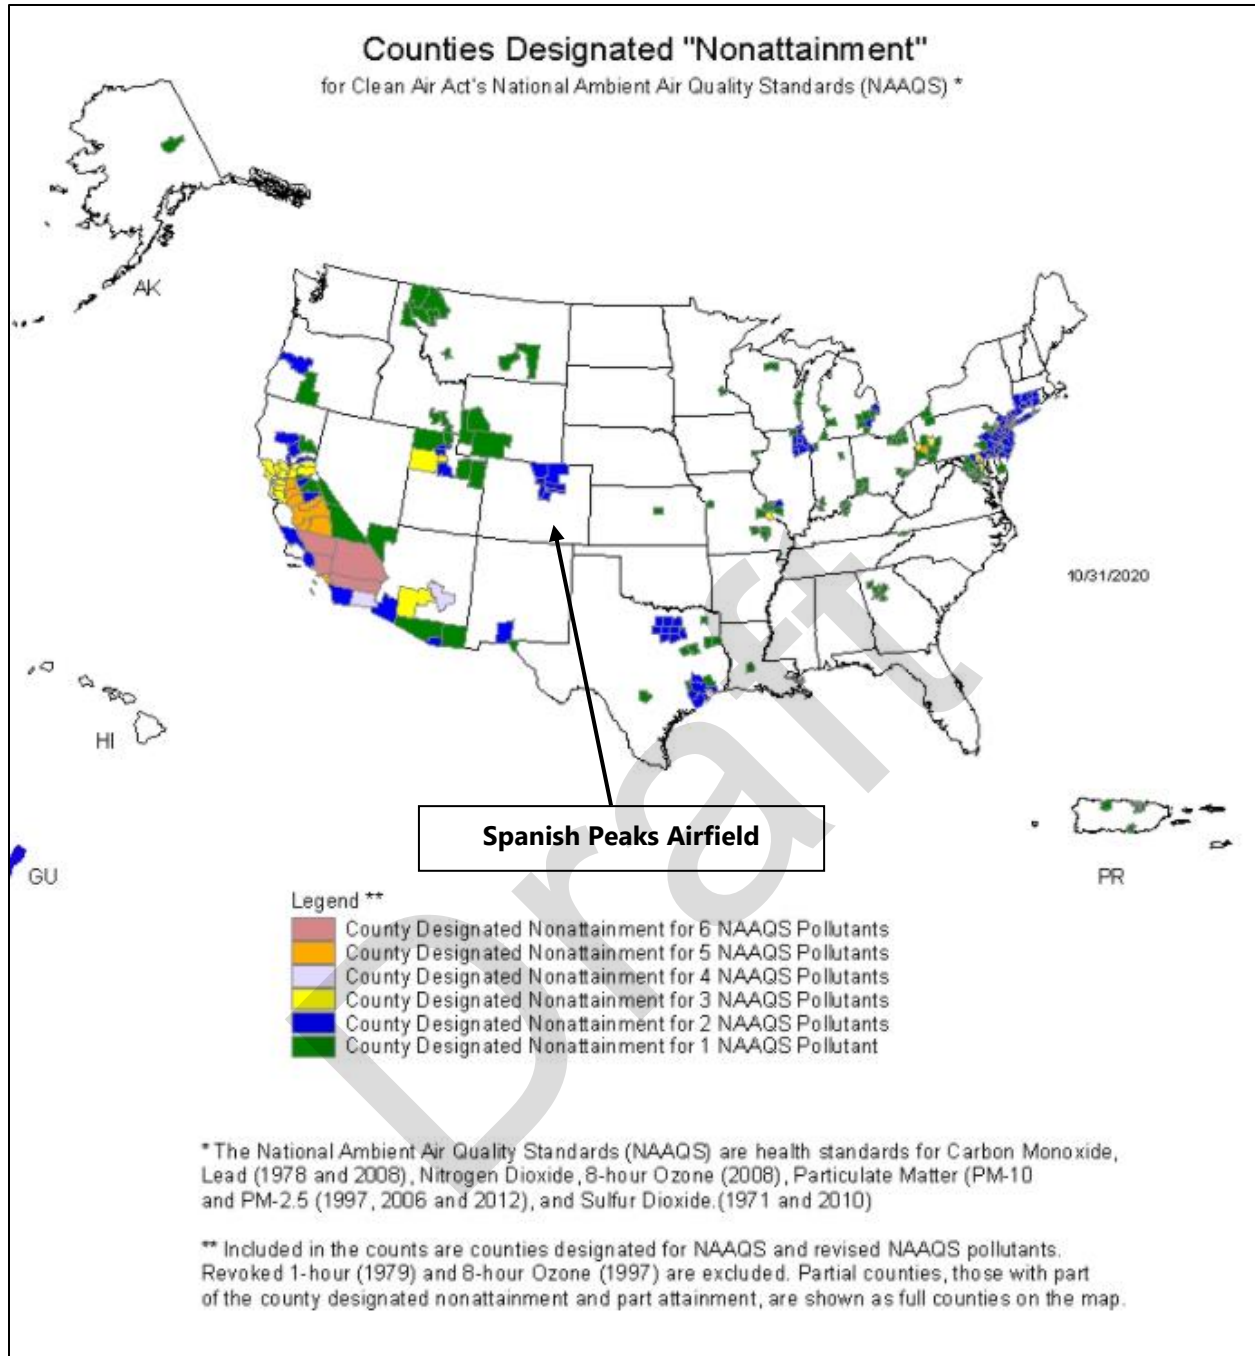 Counties Designated "Nonattainment"
for Clean Air Act's National Ambient Air Quality Standards (NAAQS) *
AK
10/31/2020
HI
Spanish Peaks Airfield
GU
PR
Legend **
County Designated Nonattainment for 6 NAAQS Pollutants
County Designated Nonattainment for 5 NAAQS Pollutants
County Designated Nonattainment for 4 NAAQS Pollutants
County Designated Nonattainment for 3 NAAQS Pollutants
County Designated Nonattainment for 2 NAAQS Pollutants
County Designated Nonattainment for 1 NAAQS Pollutant
Draft
* The National Ambient Air Quality Standards (NAAQS) are health standards for Carbon Monoxide,
Lead (1978 and 2008), Nitrogen Dioxide, 8-hour Ozone (2008), Particulate Matter (PM-10
and PM-2.5 (1997, 2006 and 2012), and Sulfur Dioxide.(1971 and 2010)
** Included in the counts are counties designated for NAAQS and revised NAAQS pollutants.
Revoked 1-hour (1979) and 8-hour Ozone (1997) are excluded. Partial counties, those with part
of the county designated nonattainment and part attainment, are shown as full counties on the map.